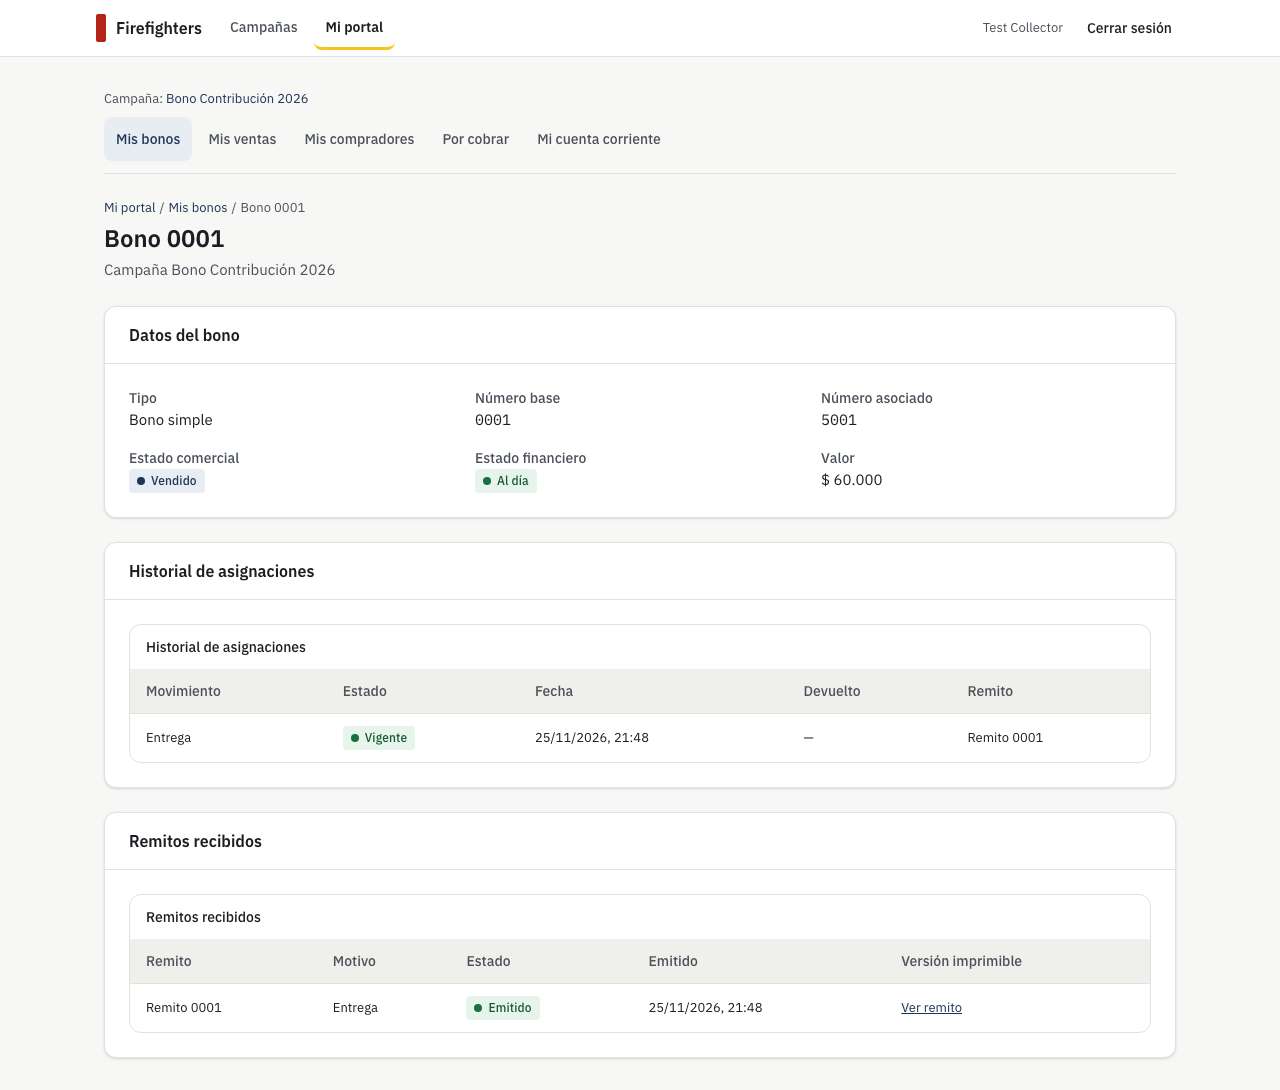 Firefighters Campañas Mi portal Test Collector Cerrar sesión
Campaña: Bono Contribución 2026
Mis bonos Mis ventas Mis compradores Por cobrar Mi cuenta corriente
Mi portal / Mis bonos / Bono 0001
Bono 0001
Campaña Bono Contribución 2026
Datos del bono
Tipo Número base Número asociado
Bono simple 0001 5001
Estado comercial Estado financiero Valor
Vendido Al día $ 60.000
Historial de asignaciones
Historial de asignaciones
Movimiento Estado Fecha Devuelto Remito
Entrega Vigente 25/11/2026, 21:48 — Remito 0001
Remitos recibidos
Remitos recibidos
Remito Motivo Estado Emitido Versión imprimible
Remito 0001 Entrega Emitido 25/11/2026, 21:48 Ver remito